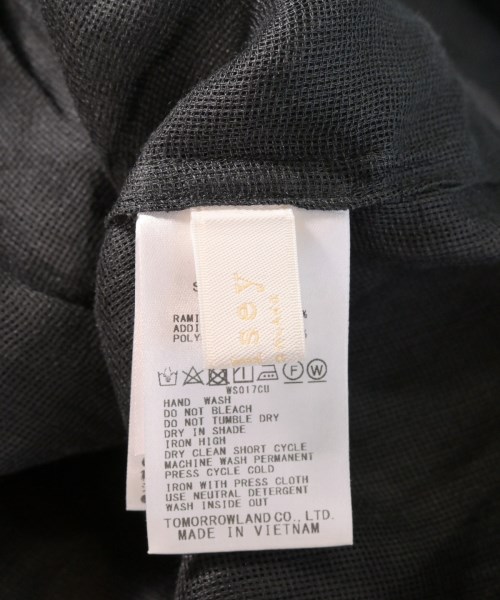 S
sey
RAMI
%
ADDI
POLY
WS017CU
HAND WASH
DO NOT BLEACH
DO NOT TUMBLE DRY
DRY IN SHADE
IRON HIGH
DRY CLEAN SHORT CYCLE
MACHINE WASH PERMANENT
PRESS CYCLE COLD
IRON WITH PRESS CLOTH
USE NEUTRAL DETERGENT
WASH INSIDE OUT
TOMORROWLAND CO., LTD.
MADE IN VIETNAM